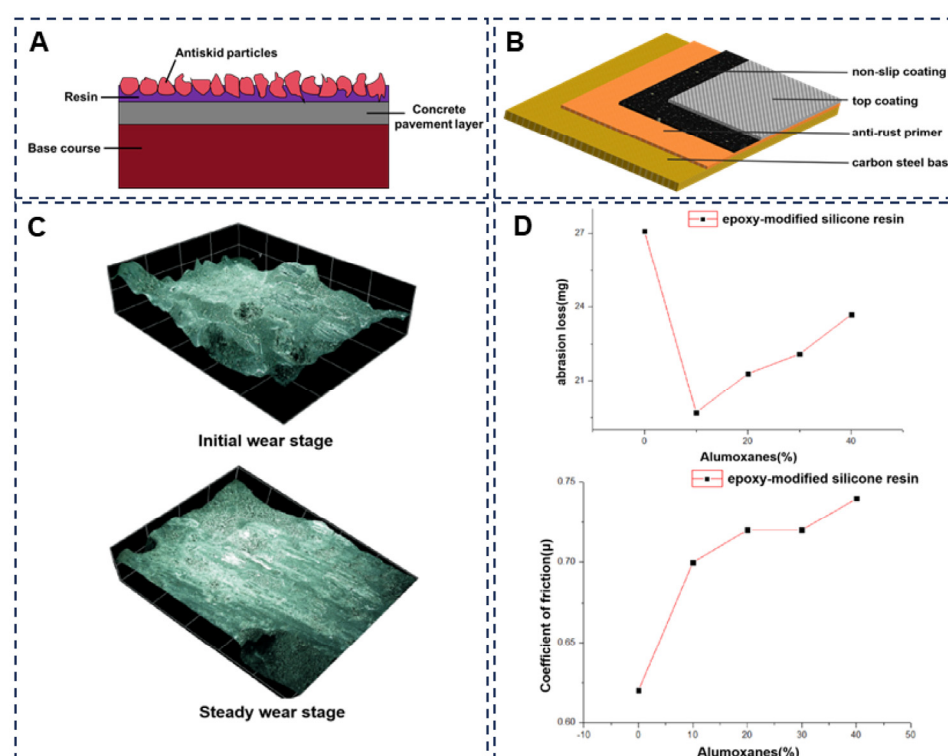 A
Antiskid particles
Resin
Concrete
pavement layer
Base course
B
non-slip coating
top coating
anti-rust primer
carbon steel bas
C
Initial wear stage
Steady wear stage
D
epoxy-modified silicone resin
27
24
21
abrasion loss(mg)
0
20
40
Alumoxanes(%)
epoxy-modified silicone resin
0.75
0.70
0.65
0.60
Coefficient of friction(μ)
-10
0
10
20
30
40
50
Alumoxanes(%)